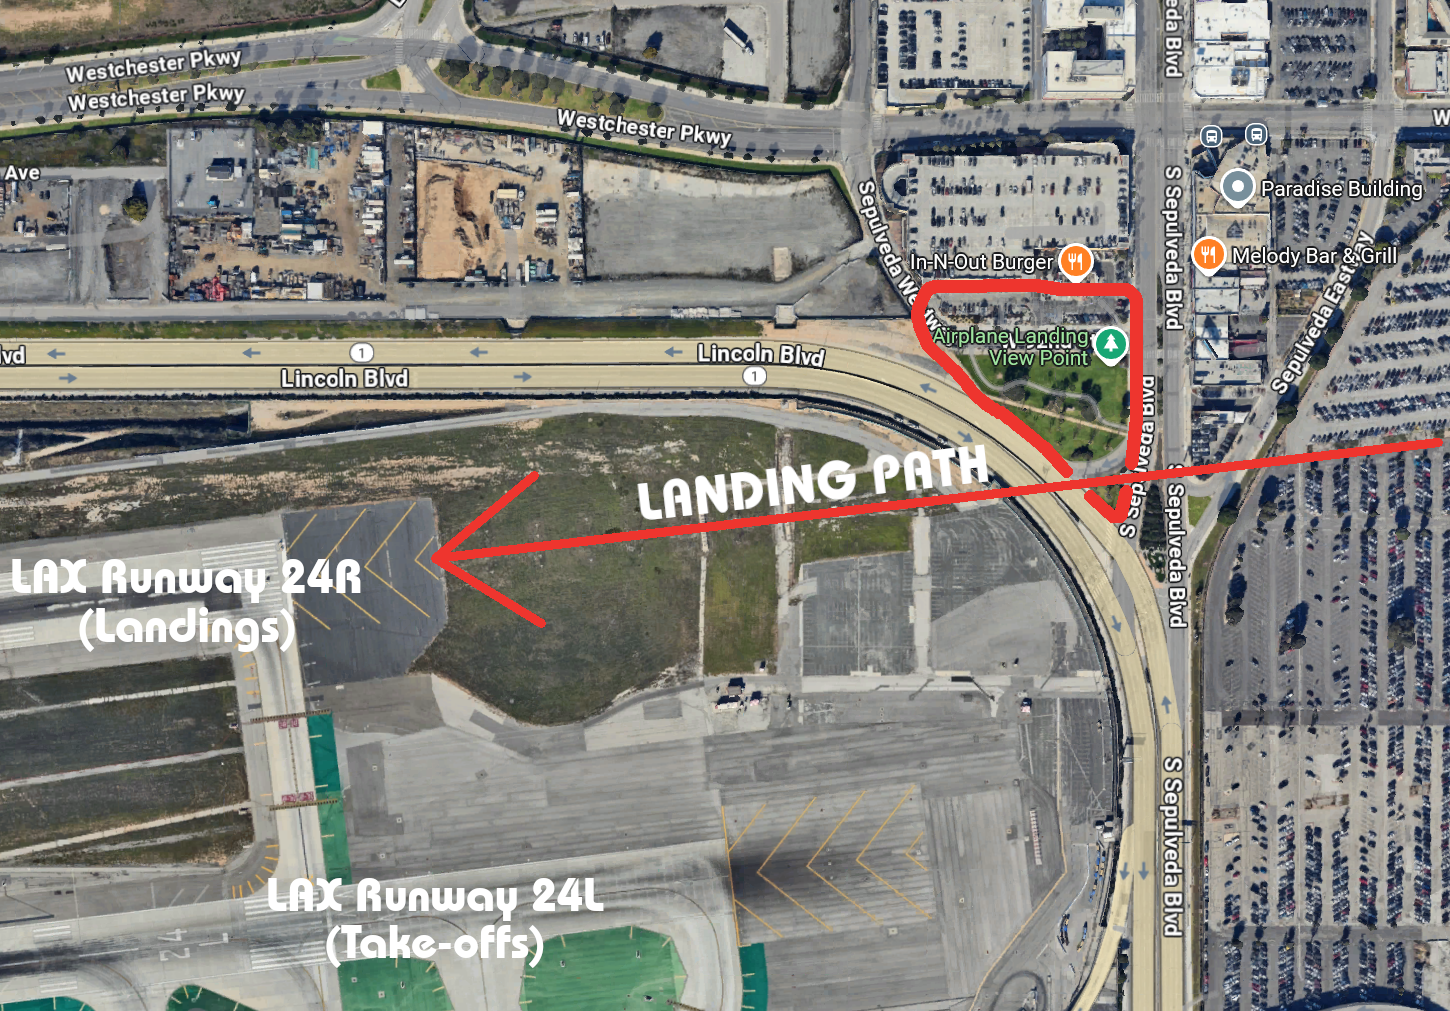 Westchester Pkwy
Westchester Pkwy
Westchester Pkwy
S Sepulveda Blvd
Ave
Paradise Building
Melody Bar & Grill
In-N-Out Burger
Sepulveda Eastway
Airplane Landing
View Point
lvd
1
Lincoln Blvd
Lincoln Blvd
1
S Sepulveda Blvd
LANDING PATH
S Sepulveda Blvd
LAX Runway 24R
(Landings)
S Sepulveda Blvd
LAX Runway 24L
(Take-offs)